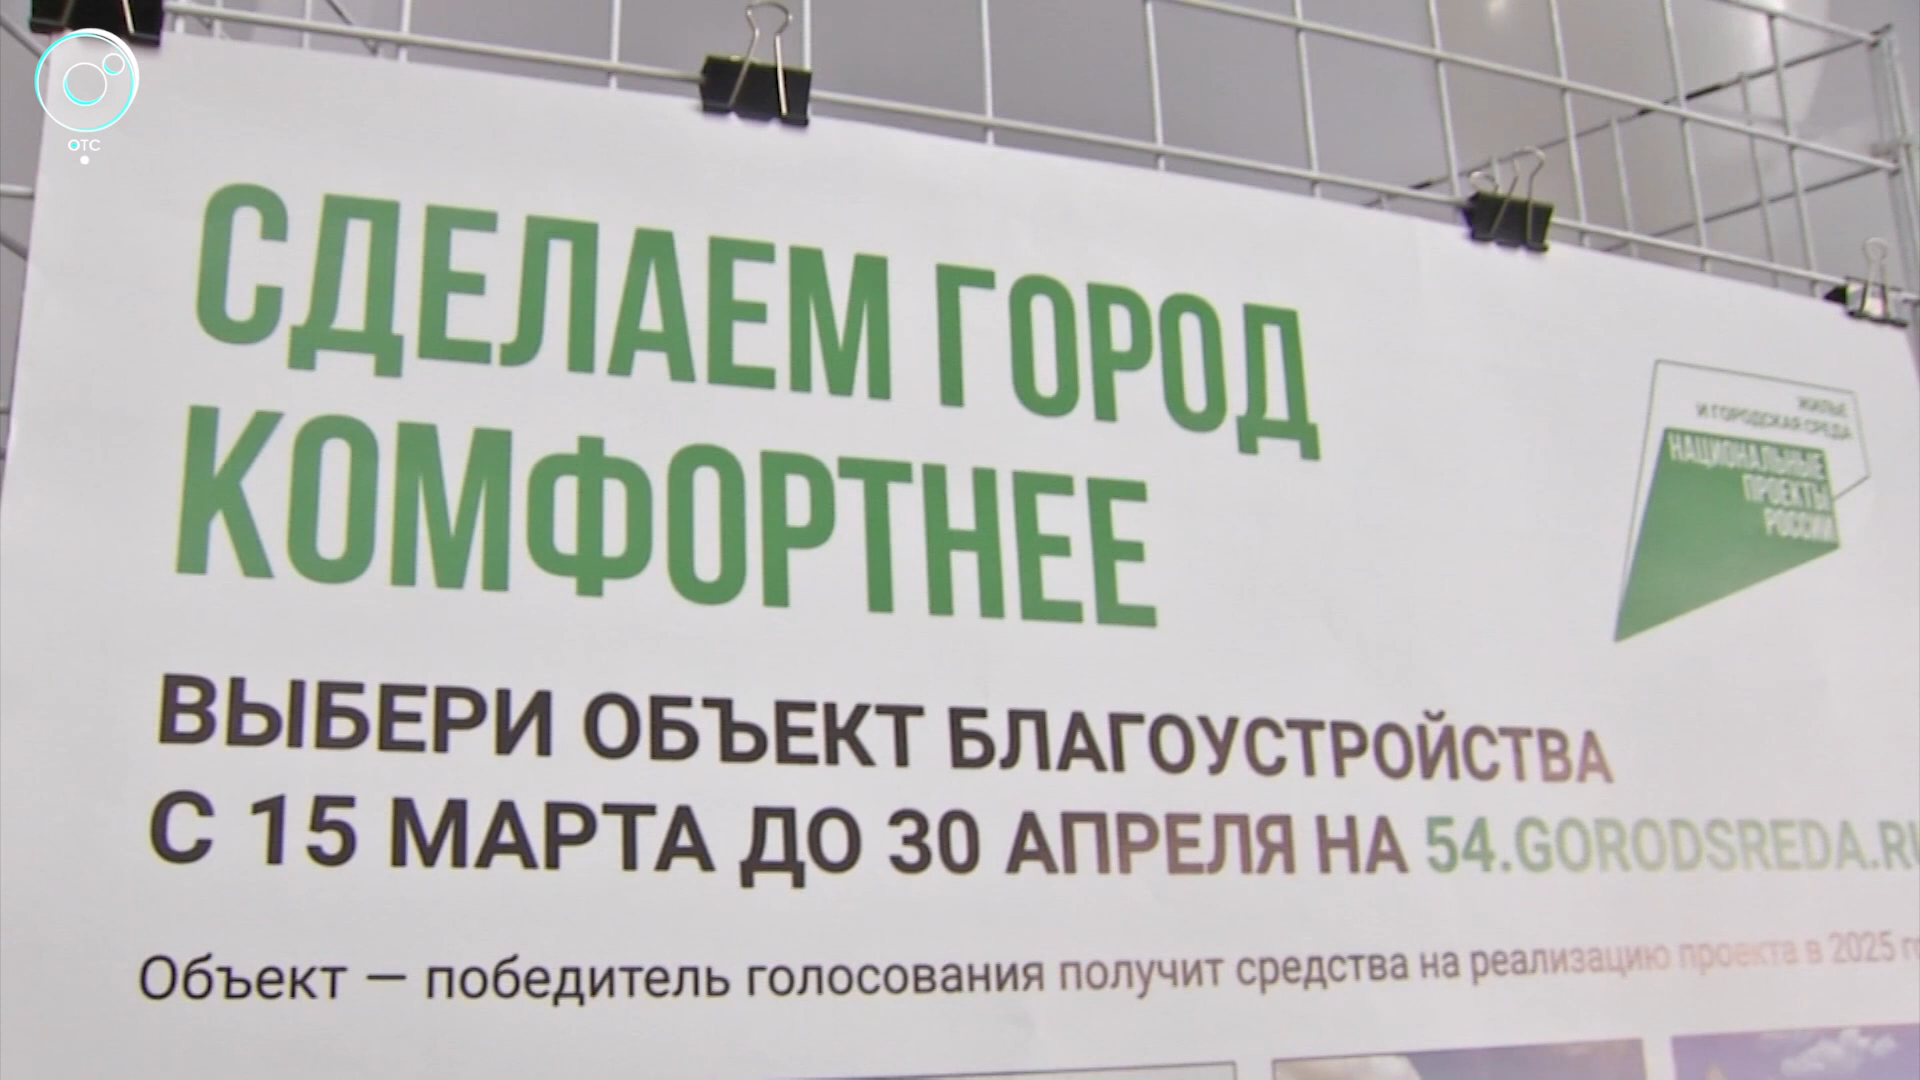 ОТС
СДЕЛАЕМ ГОРОД
КОМФОРТНЕЕ
ЖИЛЬЕ
И ГОРОДСКАЯ СРЕДА
НАЦИОНАЛЬНЫЕ
ПРОЕКТЫ
РОССИИ
ВЫБЕРИ ОБЪЕКТ БЛАГОУСТРОЙСТВА
С 15 МАРТА ДО 30 АПРЕЛЯ НА 54.GORODSREDA.RU
Объект — победитель голосования получит средства на реализацию проекта в 2025 г